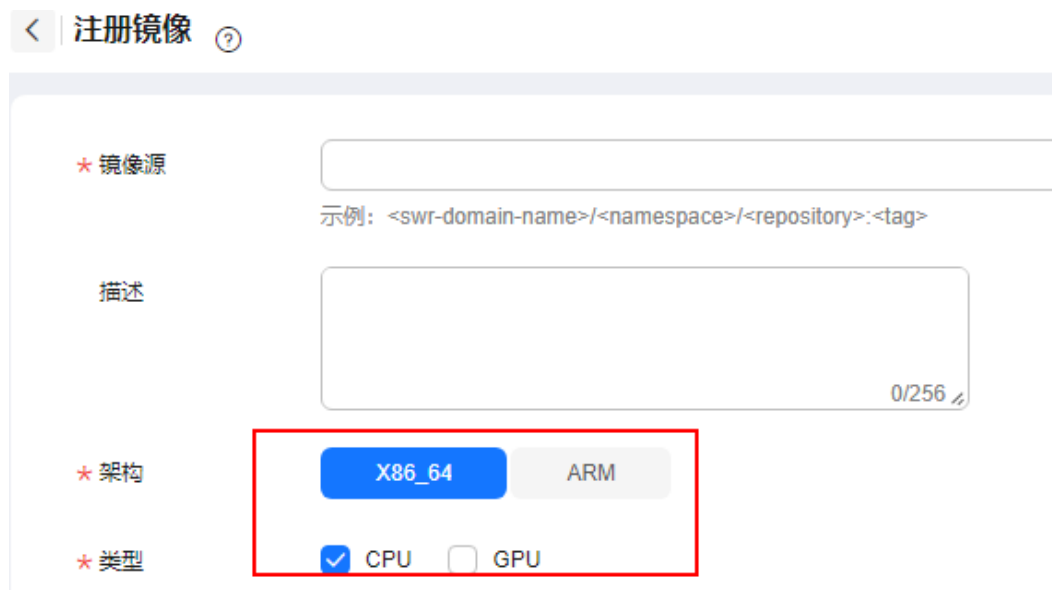 注册镜像 ?
* 镜像源
示例：<swr-domain-name>/<namespace>/<repository>:<tag>
描述
0/256
* 架构 X86_64 ARM
* 类型 CPU GPU